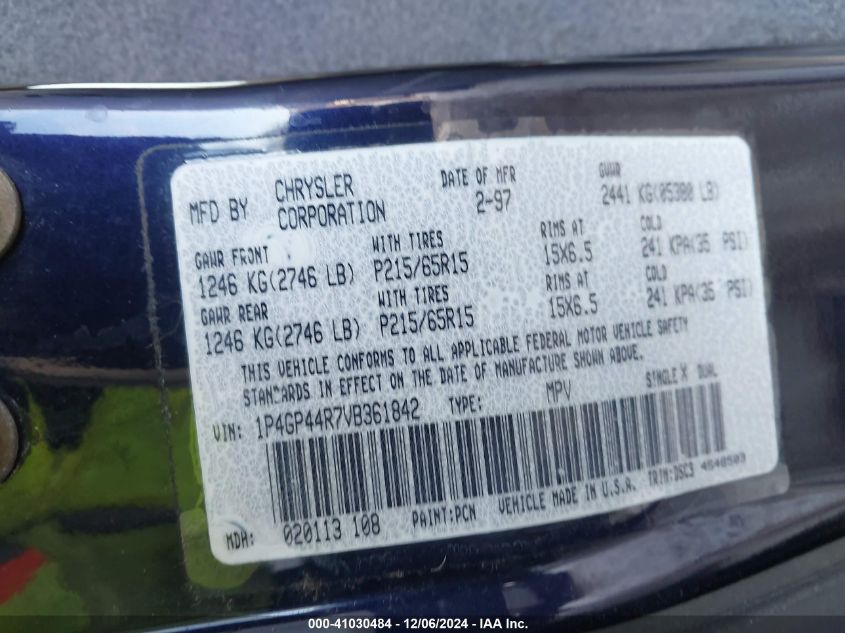 MFD BY CHRYSLER CORPORATION DATE OF MFR 2-97 GVWR 2441 KG(05380 LB)
GAWR FRONT WITH TIRES RIMS AT COLD
1246 KG(2746 LB) P215/65R15 15X6.5 241 KPA(35 PSI)
GAWR REAR WITH TIRES RIMS AT COLD
1246 KG(2746 LB) P215/65R15 15X6.5 241 KPA(35 PSI)
THIS VEHICLE CONFORMS TO ALL APPLICABLE FEDERAL MOTOR VEHICLE SAFETY
STANDARDS IN EFFECT ON THE DATE OF MANUFACTURE SHOWN ABOVE.
VIN: 1P4GP44R7VB361842 TYPE: MPV SINGLE X DUAL
MDH: 020113 108 PAINT:PCN VEHICLE MADE IN U.S.A. TRIM:DSC3 4648503
000-41030484 - 12/06/2024 - IAA Inc.